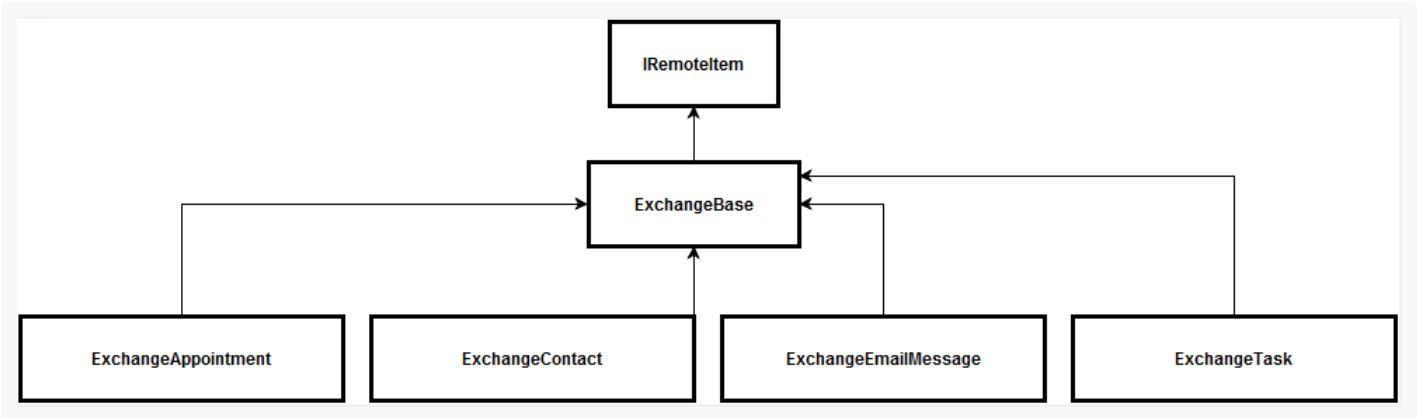 IRemoteItem
ExchangeBase
ExchangeAppointment
ExchangeContact
ExchangeEmailMessage
ExchangeTask